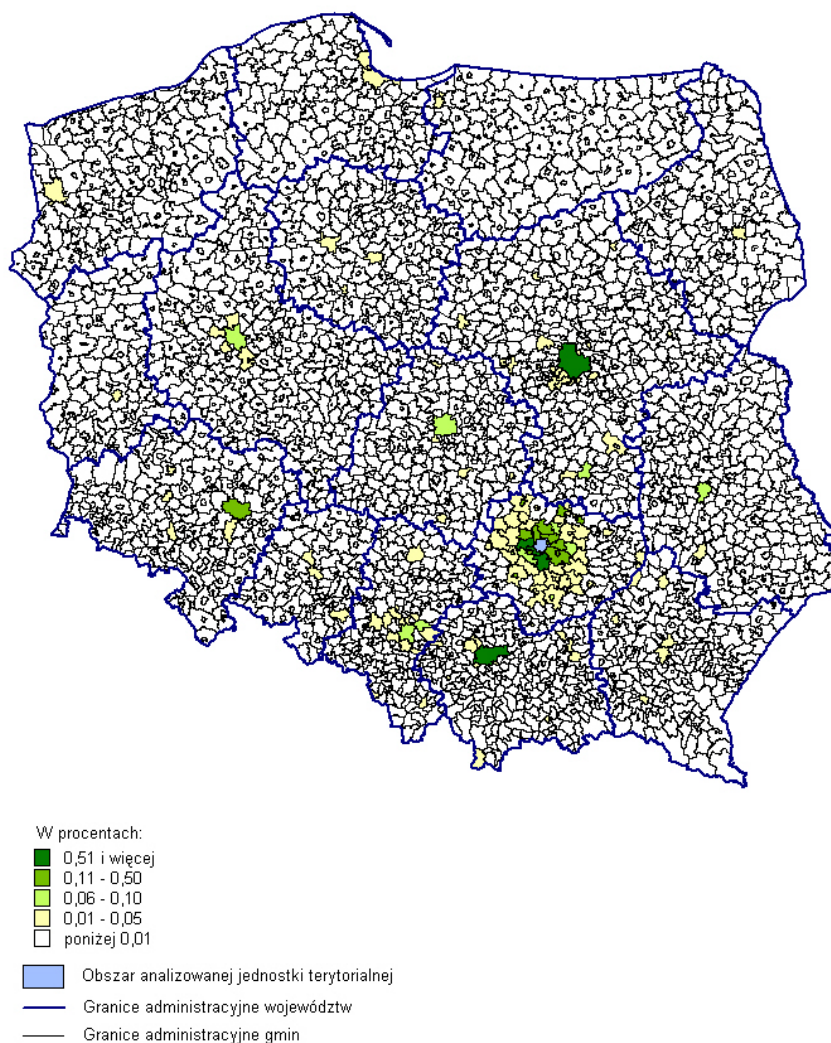 W procentach:
0,51 i więcej
0,11 - 0,50
0,06 - 0,10
0,01 - 0,05
poniżej 0,01
Obszar analizowanej jednostki terytorialnej
Granice administracyjne województw
Granice administracyjne gmin